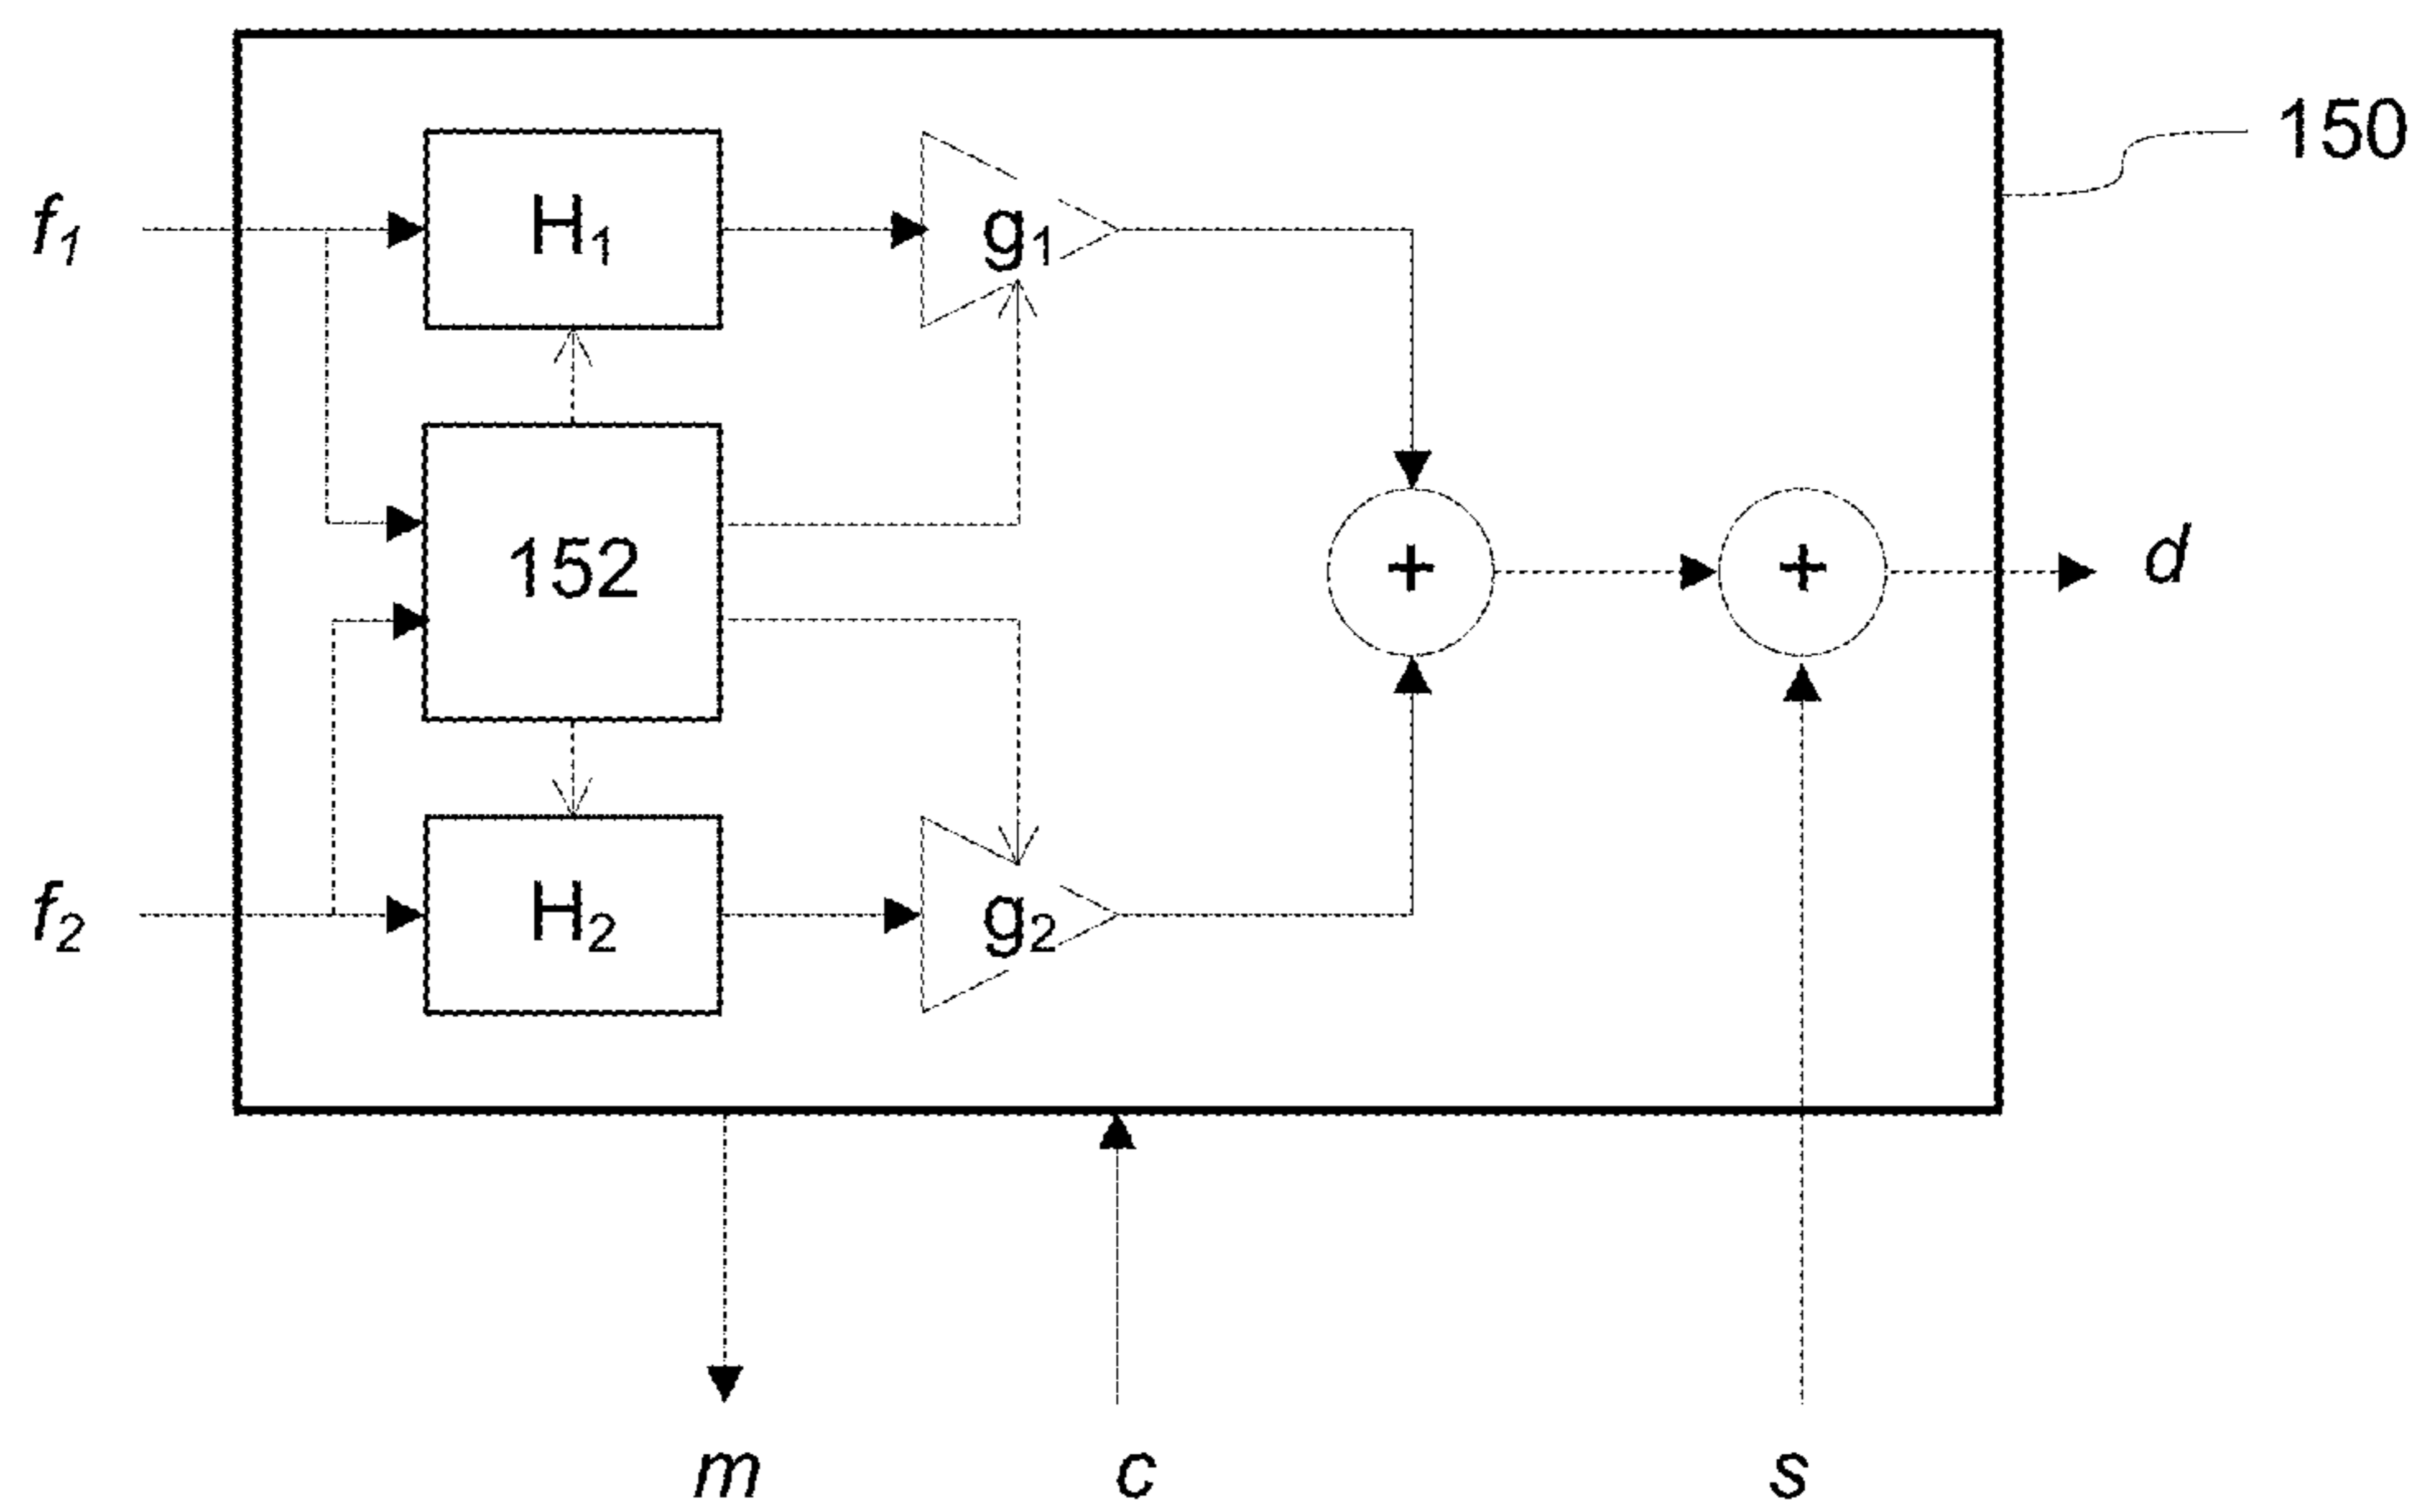 150
f₁ H₁ g₁
152
+ + d
f₂ H₂ g₂
m c s